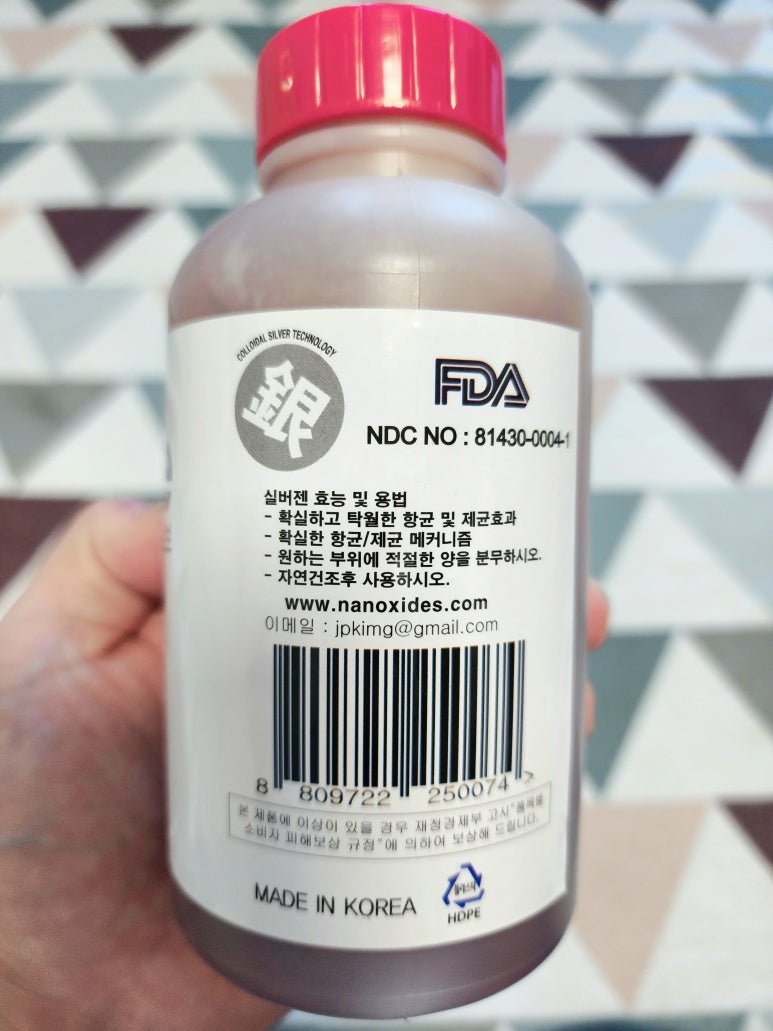 COLLOIDAL SILVER TECHNOLOGY
銀
FDA
NDC NO : 81430-0004-1
실버젠 효능 및 용법
- 확실하고 탁월한 항균 및 제균효과
- 확실한 항균/제균 메커니즘
- 원하는 부위에 적절한 양을 분무하시오.
- 자연건조후 사용하시오.
www.nanoxides.com
이메일 : jpkimg@gmail.com
8 809722 250074 >
본 제품에 이상이 있을 경우 재정경제부 고시"품목별
소비자 피해보상 규정"에 의하여 보상해 드립니다.
MADE IN KOREA
플라스틱
HDPE